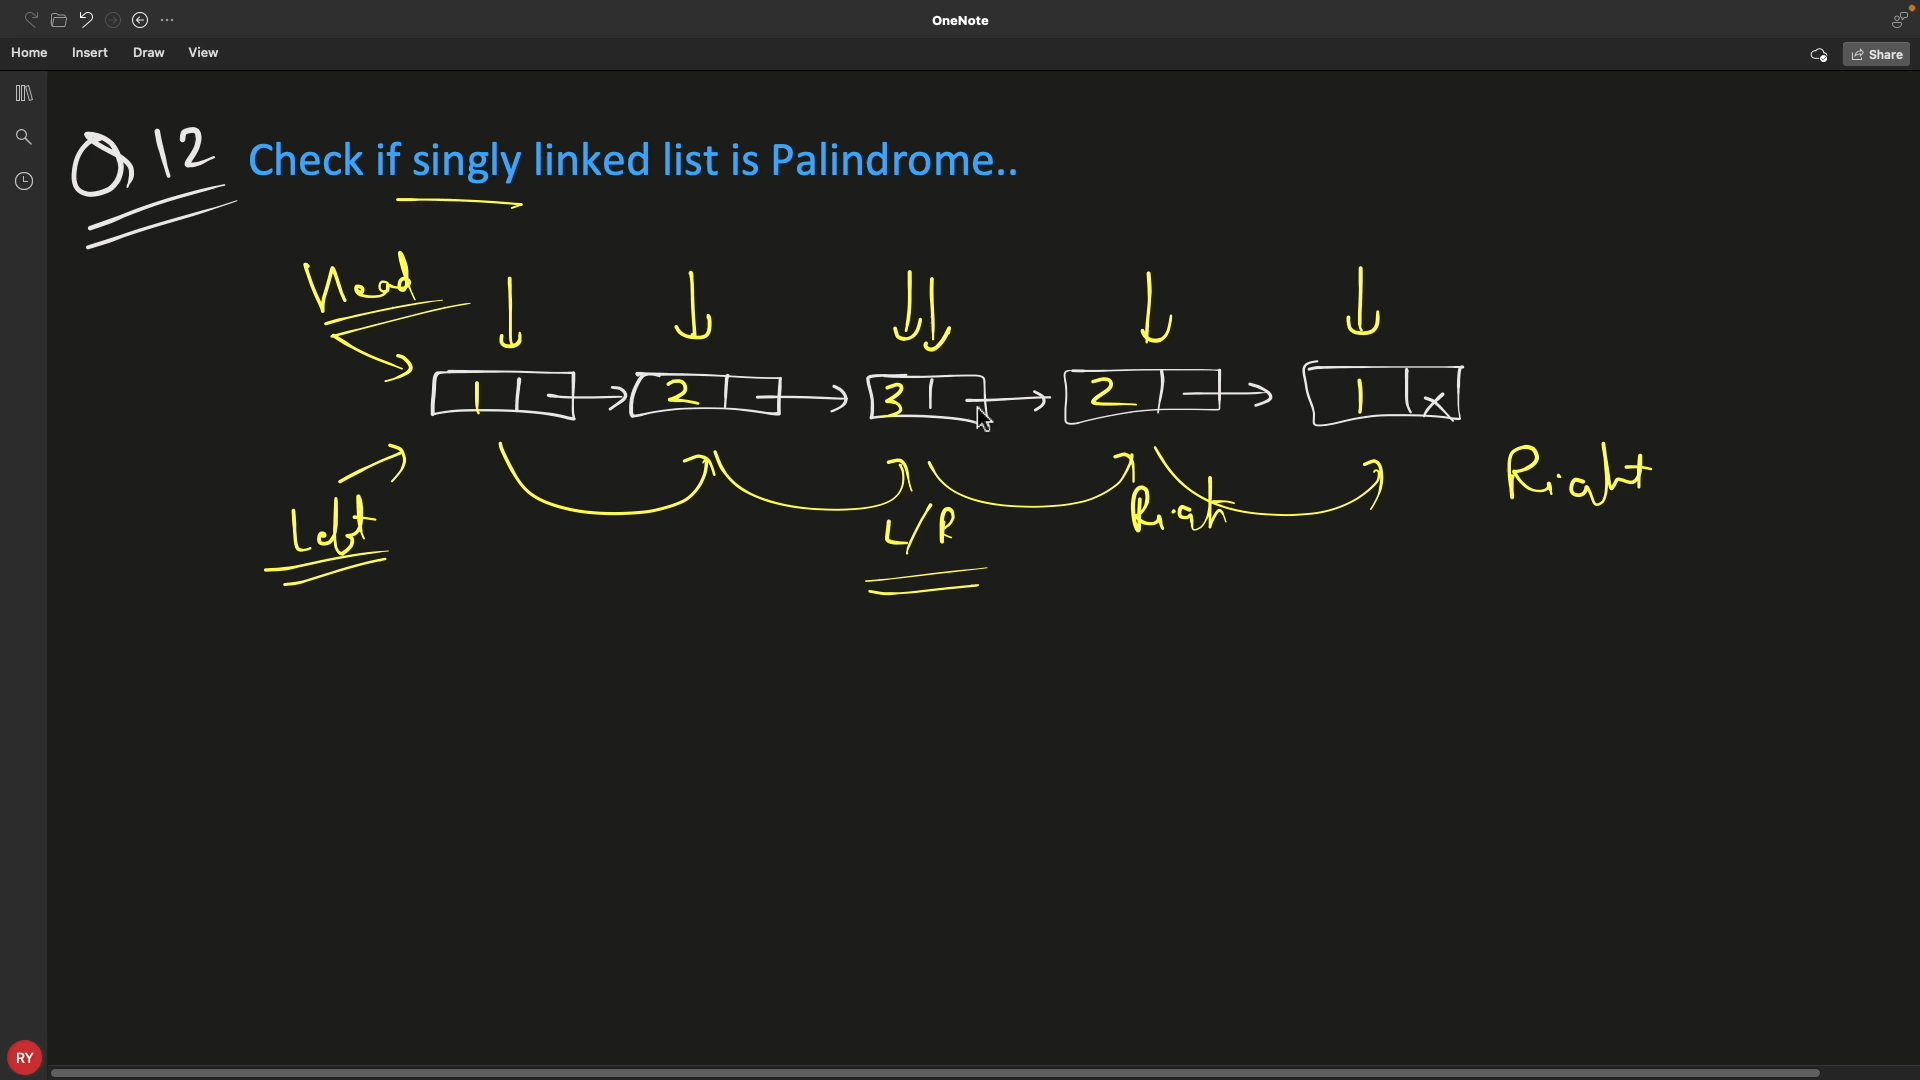 OneNote
Home Insert Draw View
Share
Q.12 Check if singly linked list is Palindrome..
Head
1 2 3 2 1 X
Left L/R Righ Right
RY